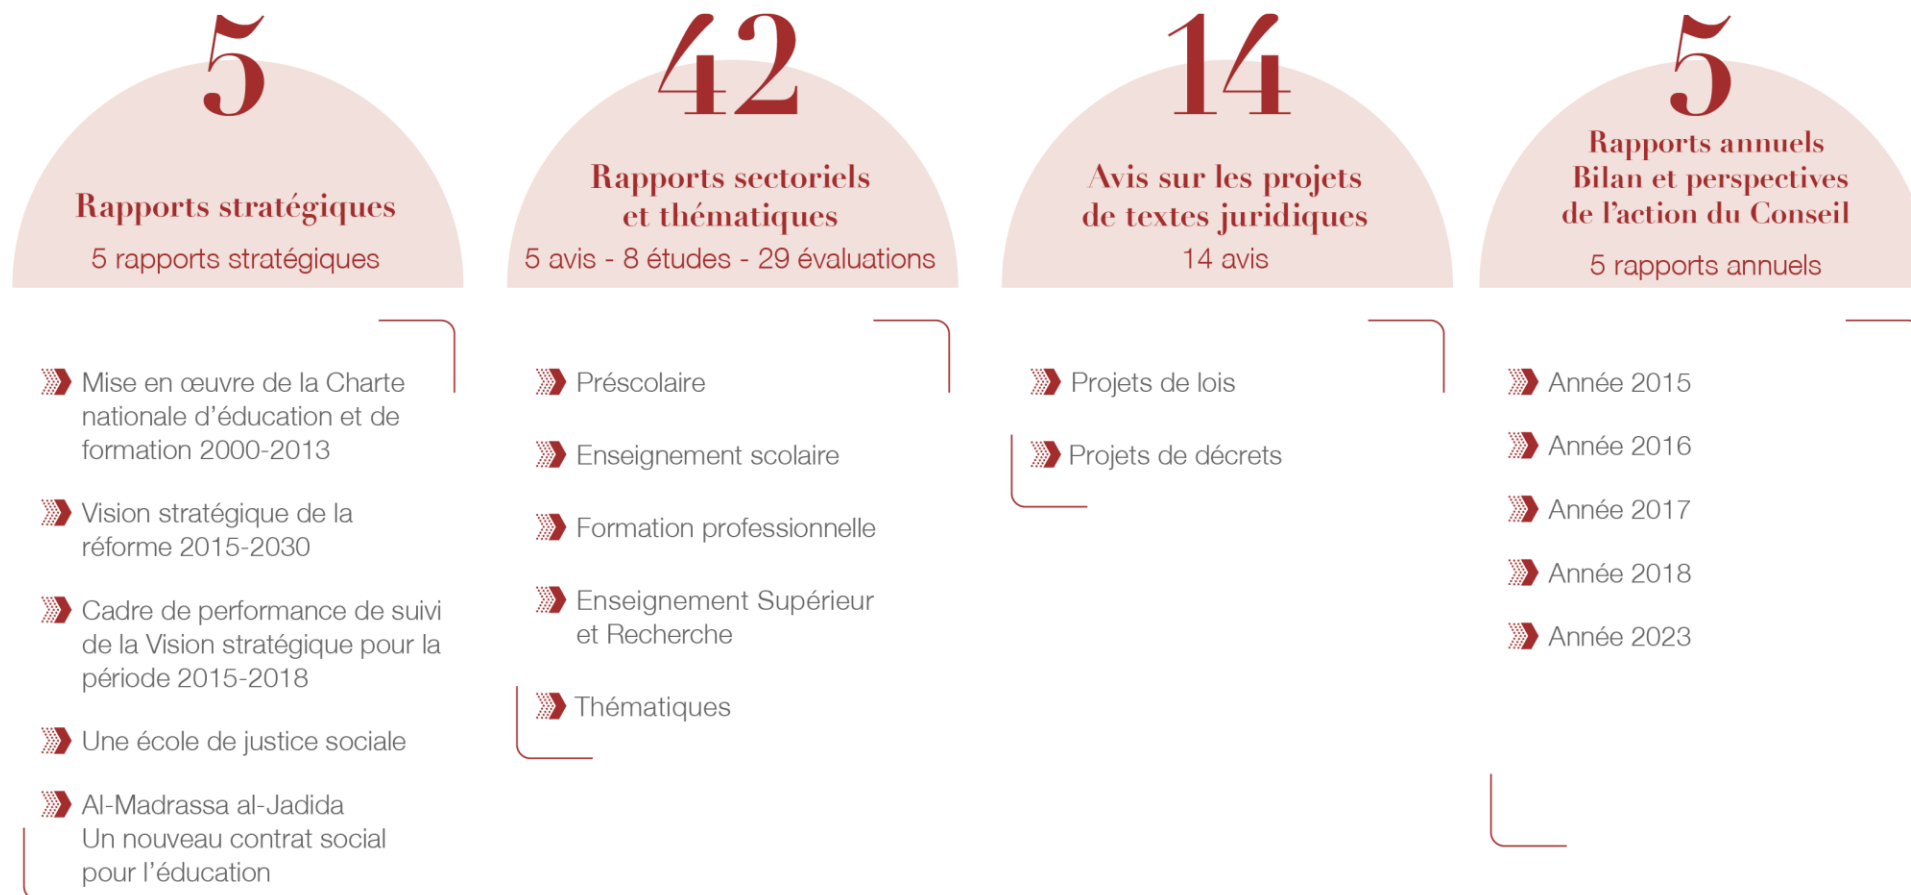 5
Rapports stratégiques
5 rapports stratégiques
Mise en œuvre de la Charte
nationale d’éducation et de
formation 2000-2013
Vision stratégique de la
réforme 2015-2030
Cadre de performance de suivi
de la Vision stratégique pour la
période 2015-2018
Une école de justice sociale
Al-Madrassa al-Jadida
Un nouveau contrat social
pour l’éducation
42
Rapports sectoriels
et thématiques
5 avis - 8 études - 29 évaluations
Préscolaire
Enseignement scolaire
Formation professionnelle
Enseignement Supérieur
et Recherche
Thématiques
14
Avis sur les projets
de textes juridiques
14 avis
Projets de lois
Projets de décrets
5
Rapports annuels
Bilan et perspectives
de l’action du Conseil
5 rapports annuels
Année 2015
Année 2016
Année 2017
Année 2018
Année 2023